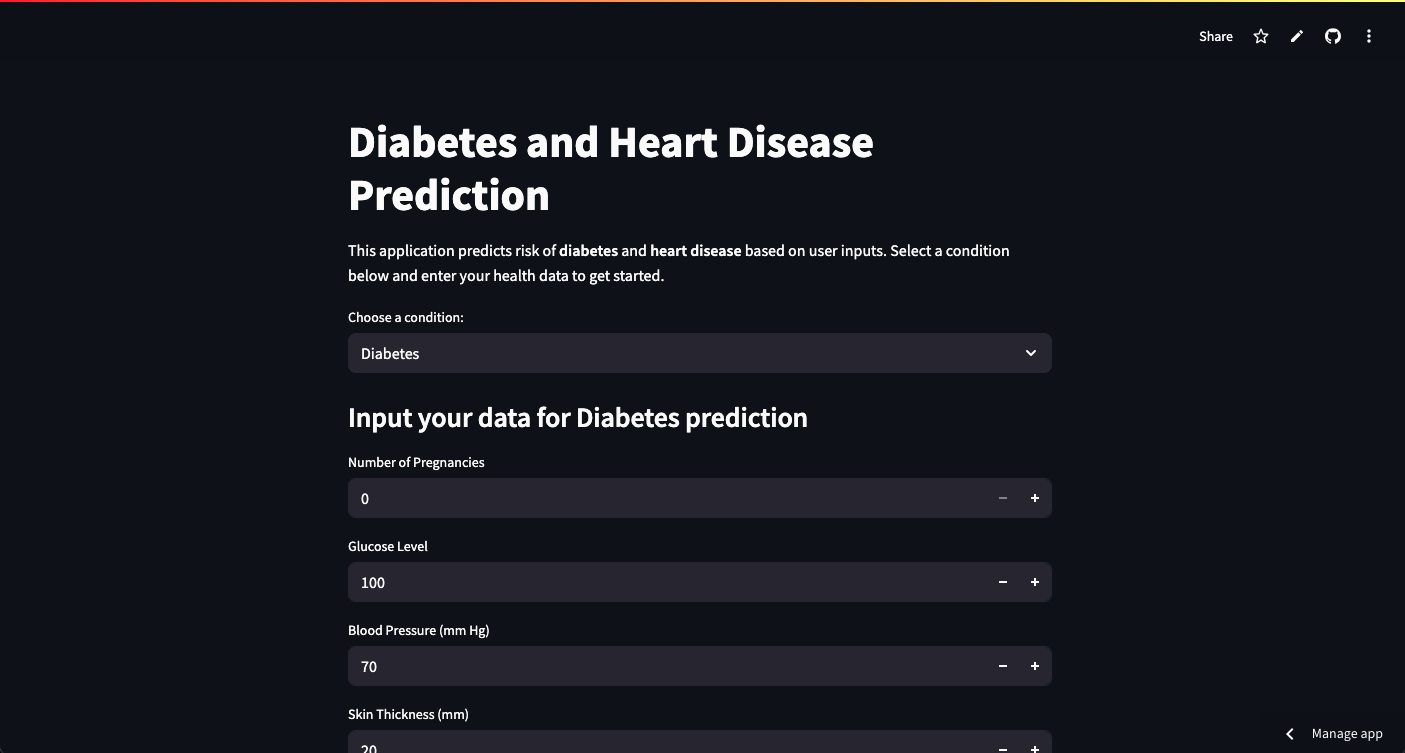 Share
Diabetes and Heart Disease
Prediction
This application predicts risk of diabetes and heart disease based on user inputs. Select a condition
below and enter your health data to get started.
Choose a condition:
Diabetes
Input your data for Diabetes prediction
Number of Pregnancies
0
Glucose Level
100
Blood Pressure (mm Hg)
70
Skin Thickness (mm)
20
Manage app